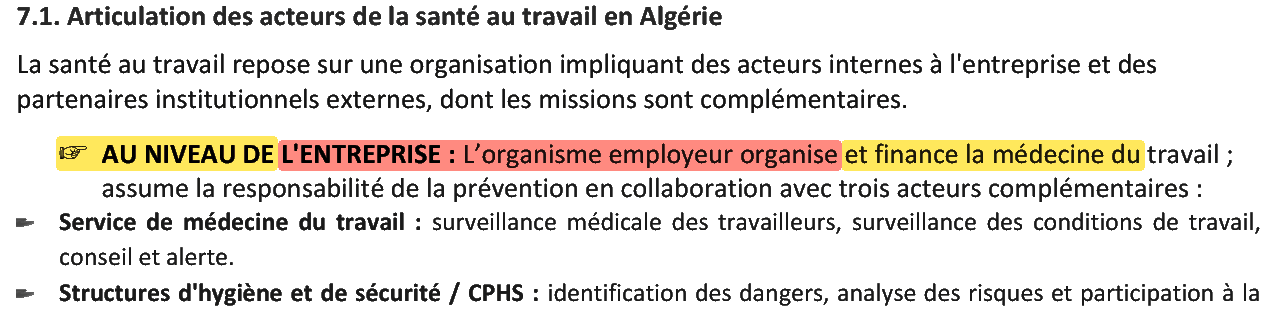 7.1. Articulation des acteurs de la santé au travail en Algérie
La santé au travail repose sur une organisation impliquant des acteurs internes à l'entreprise et des
partenaires institutionnels externes, dont les missions sont complémentaires.
☞ AU NIVEAU DE L'ENTREPRISE : L’organisme employeur organise et finance la médecine du travail ;
assume la responsabilité de la prévention en collaboration avec trois acteurs complémentaires :
Service de médecine du travail : surveillance médicale des travailleurs, surveillance des conditions de travail,
conseil et alerte.
Structures d'hygiène et de sécurité / CPHS : identification des dangers, analyse des risques et participation à la